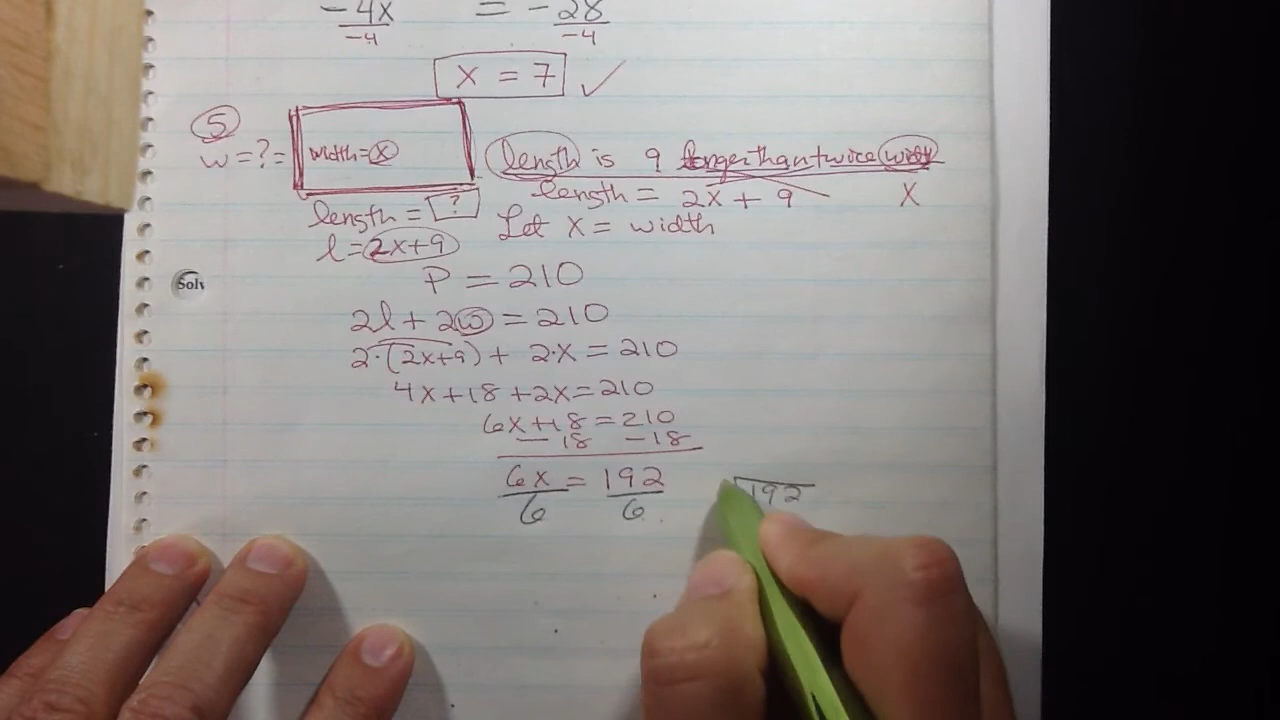 -4x = -28
-4 -4
x = 7 ✓
5
w=?= width=x length is 9 longer than twice width
length = 2x + 9 x
length = ?
Let x = width
l=2x+9
Solv
P = 210
2l + 2w = 210
2·(2x+9) + 2·x = 210
4x+18+2x=210
6x+18=210
-18 -18
6x = 192 192
6 6